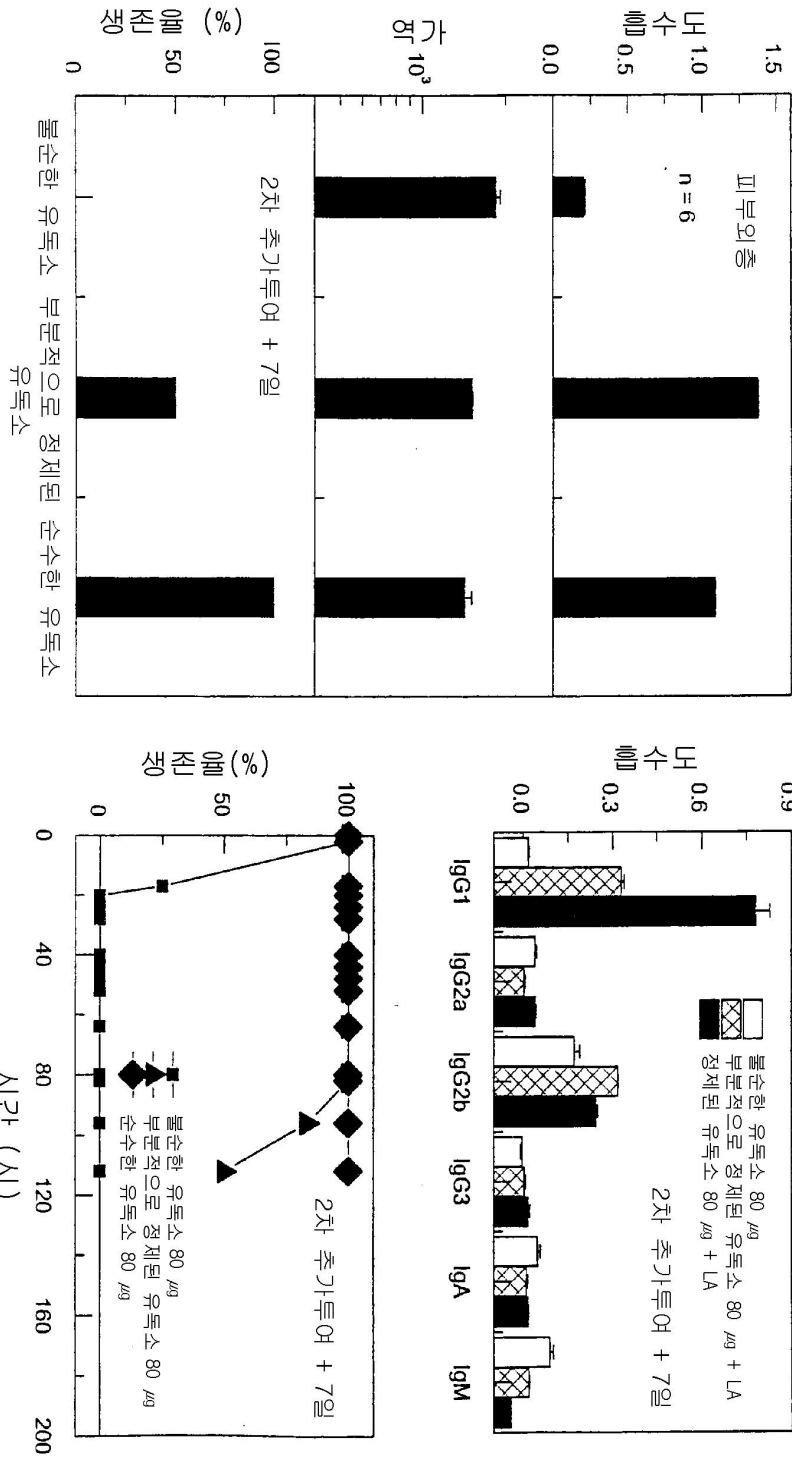 흡수도
1.5
1.0
0.5
0.0
피부외층
n = 6
역가
10³
생존율 (%)
100
50
0
2차 추가투여 + 7일
불순한 유독소 부분적으로 정제된 순수한 유독소
유독소
흡수도
0.9
0.6
0.3
0.0
불순한 유독소 80 ㎍
부분적으로 정제된 유독소 80 ㎍ + LA
정제된 유독소 80 ㎍ + LA
2차 추가투여 + 7일
IgG1 IgG2a IgG2b IgG3 IgA IgM
생존율(%)
100
50
0
2차 추가투여 + 7일
불순한 유독소 80 ㎍
부분적으로 정제된 유독소 80 ㎍
순수한 유독소 80 ㎍
0 40 80 120 160 200
시간 (시)